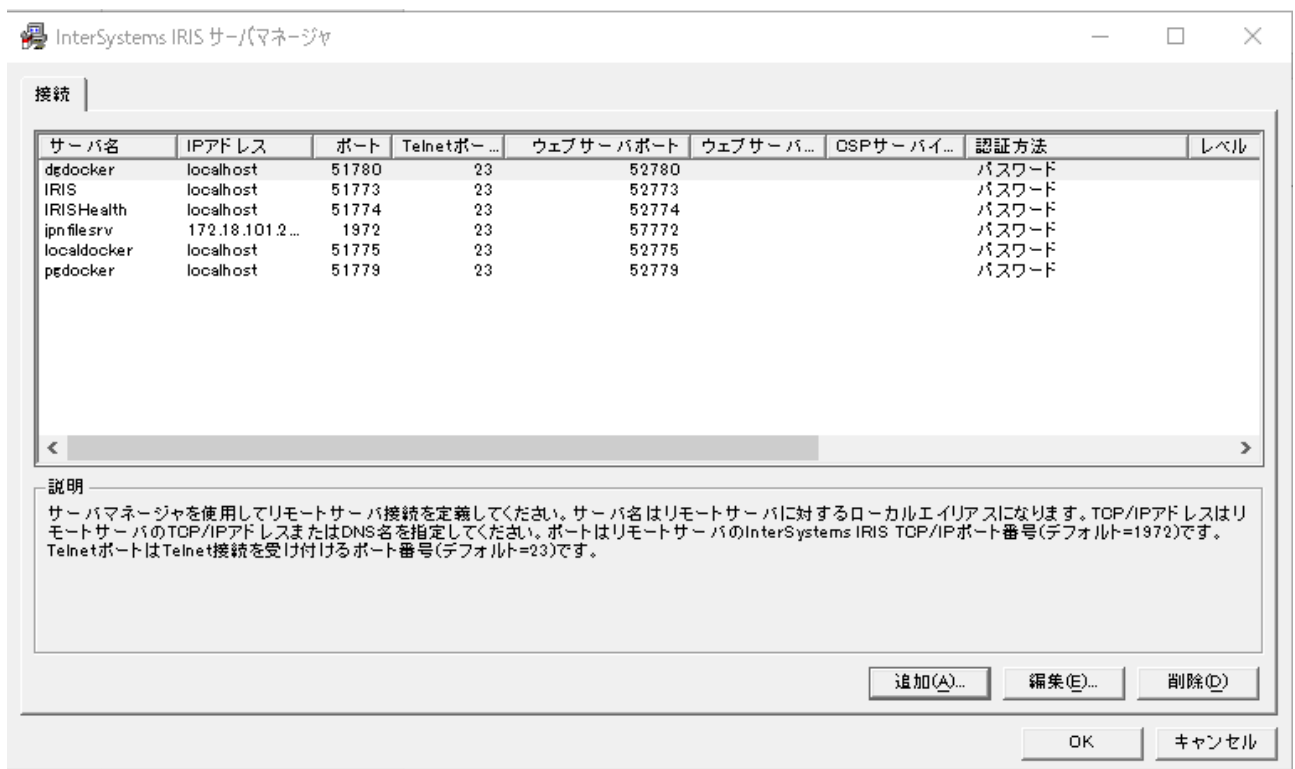 InterSystems IRIS サーバマネージャ
接続
サーバ名 IPアドレス ポート Telnetポー... ウェブサーバポート ウェブサーバ... CSPサーバイ... 認証方法 レベル
dgdocker localhost 51780 23 52780 パスワード
IRIS localhost 51773 23 52773 パスワード
IRISHealth localhost 51774 23 52774 パスワード
ipnfilesrv 172.18.101.2... 1972 23 57772 パスワード
localdocker localhost 51775 23 52775 パスワード
pgdocker localhost 51779 23 52779 パスワード
説明
サーバマネージャを使用してリモートサーバ接続を定義してください。サーバ名はリモートサーバに対するローカルエイリアスになります。TCP/IPアドレスはリ
モートサーバのTCP/IPアドレスまたはDNS名を指定してください。ポートはリモートサーバのInterSystems IRIS TCP/IPポート番号(デフォルト=1972)です。
TelnetポートはTelnet接続を受け付けるポート番号(デフォルト=23)です。
追加(A)... 編集(E)... 削除(D)
OK キャンセル